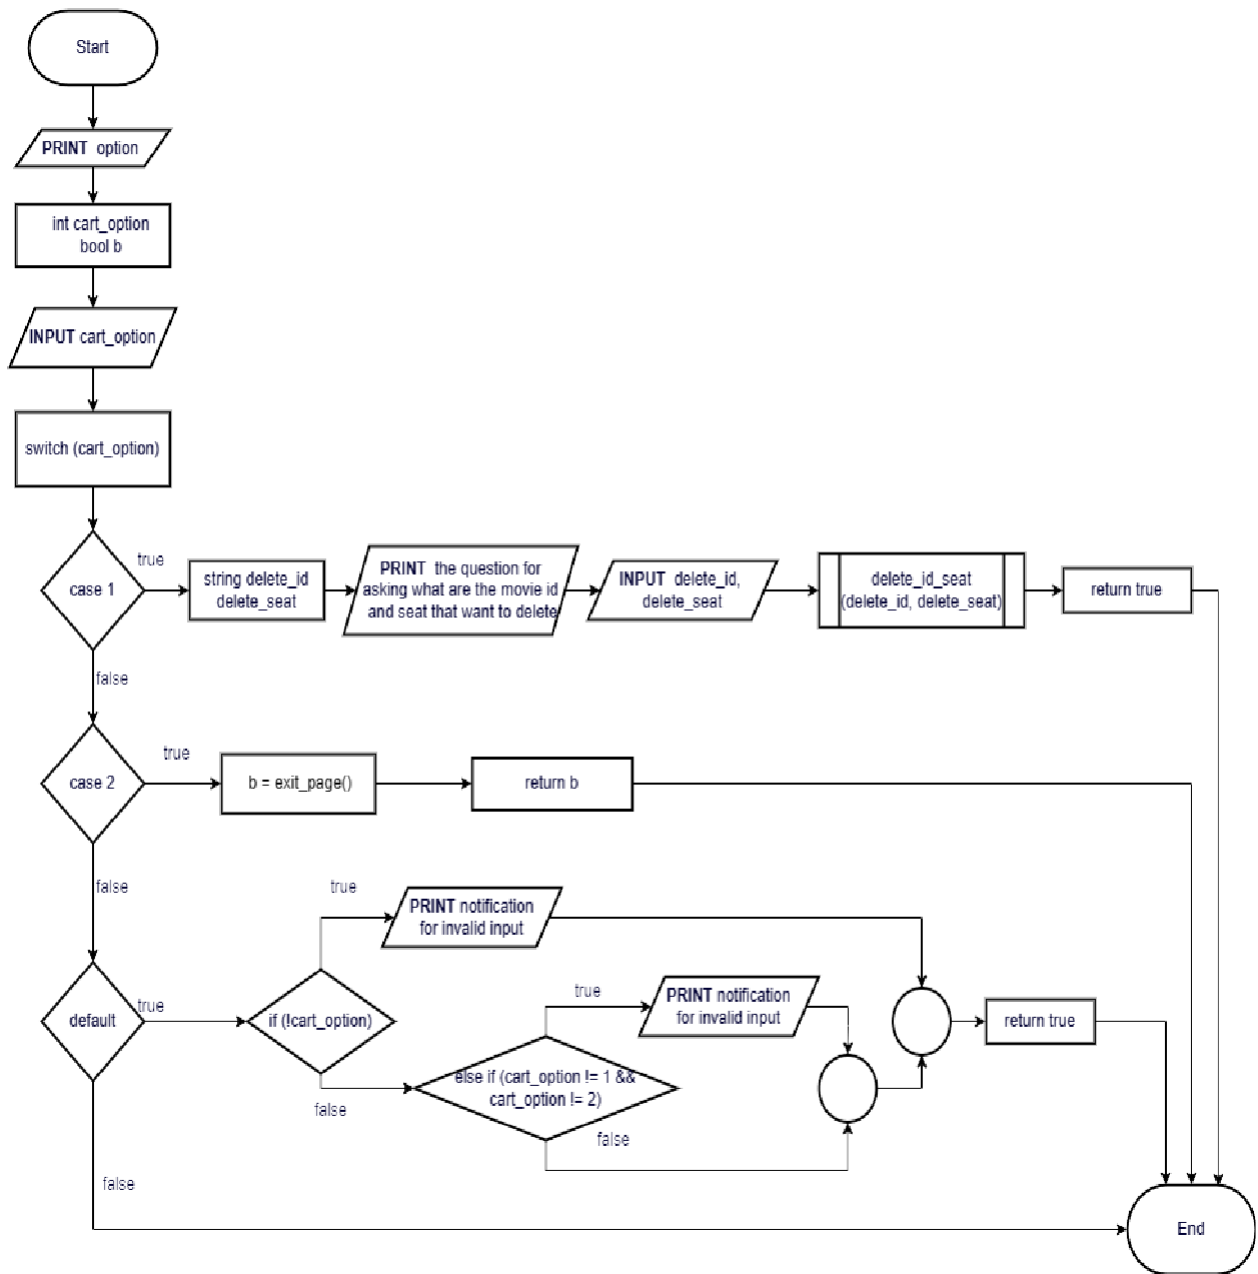 Start
PRINT option
int cart_option
bool b
INPUT cart_option
switch (cart_option)
case 1
true
string delete_id
delete_seat
PRINT the question for
asking what are the movie id
and seat that want to delete
INPUT delete_id,
delete_seat
delete_id_seat
(delete_id, delete_seat)
return true
false
case 2
true
b = exit_page()
return b
false
default
true
if (!cart_option)
true
PRINT notification
for invalid input
false
else if (cart_option != 1 &&
cart_option != 2)
true
PRINT notification
for invalid input
false
return true
false
End